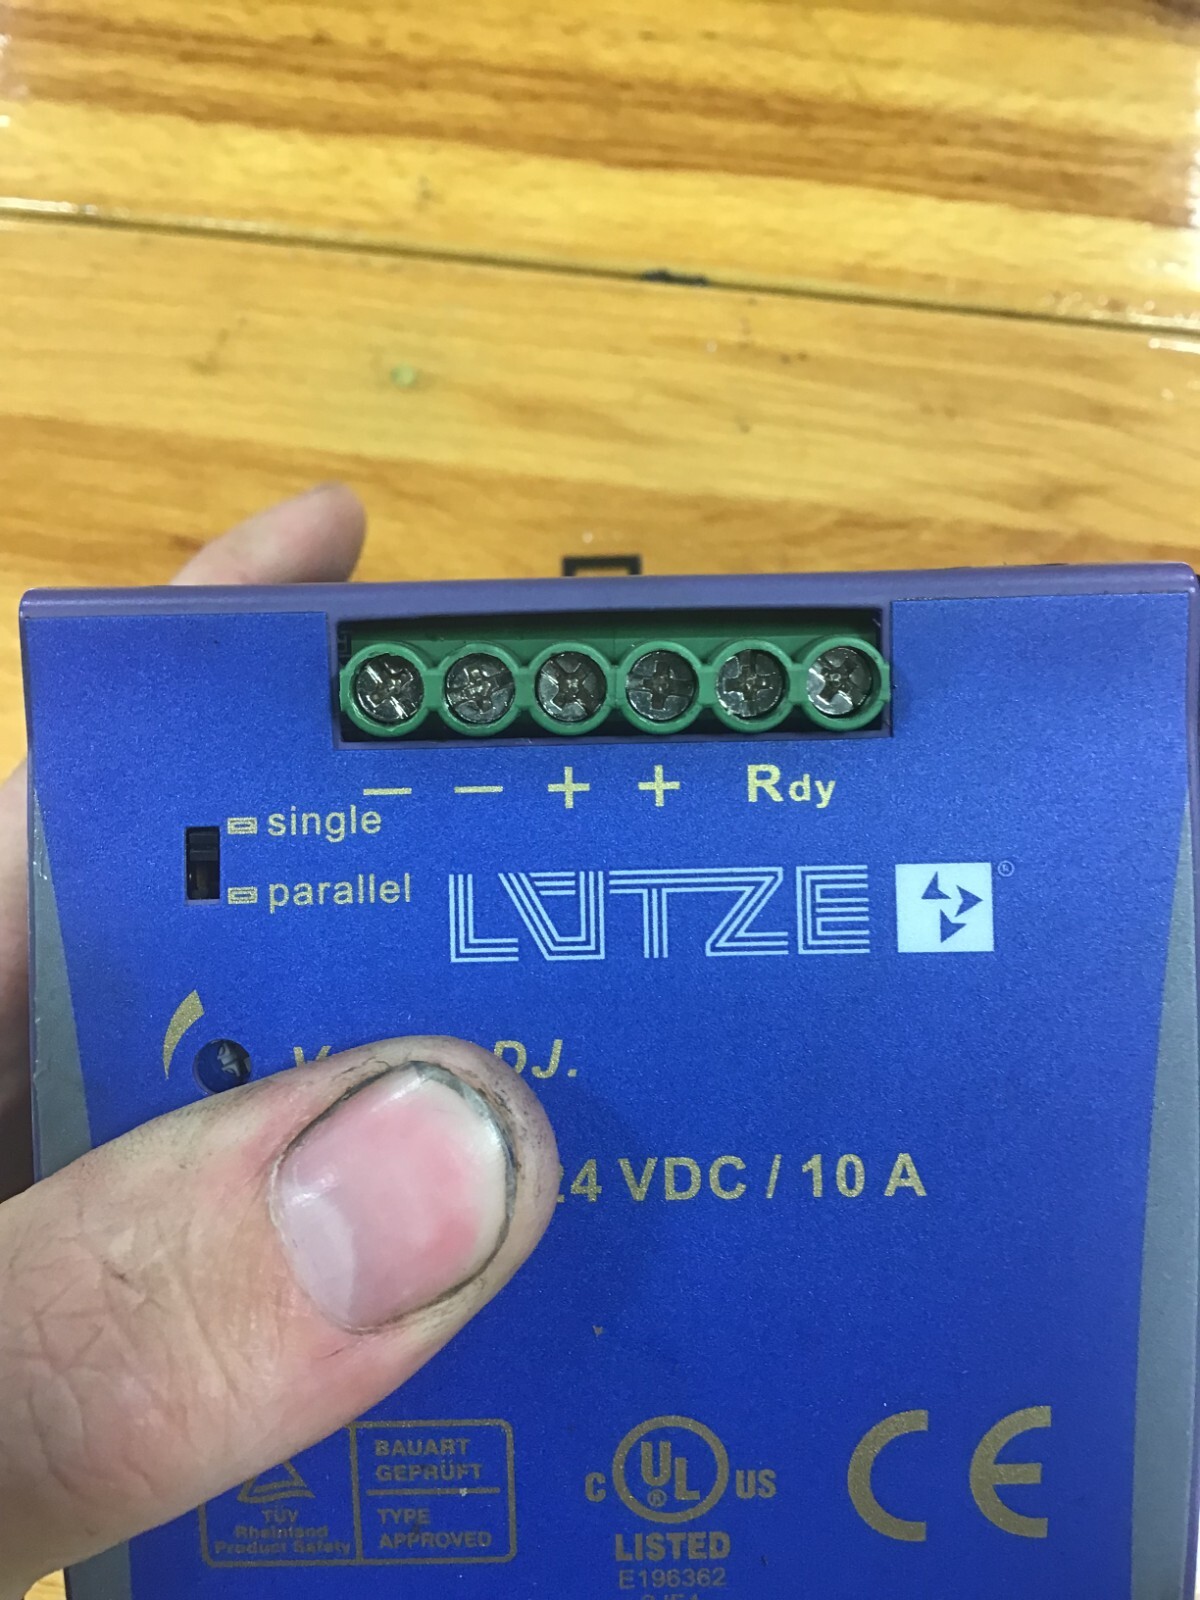 — — + + Rdy
single
parallel
LÜTZE ®
DJ.
24 VDC / 10 A
BAUART
GEPRÜFT
TÜV
Rheinland
Product Safety
TYPE
APPROVED
C UL ® US
LISTED
E196362
CE